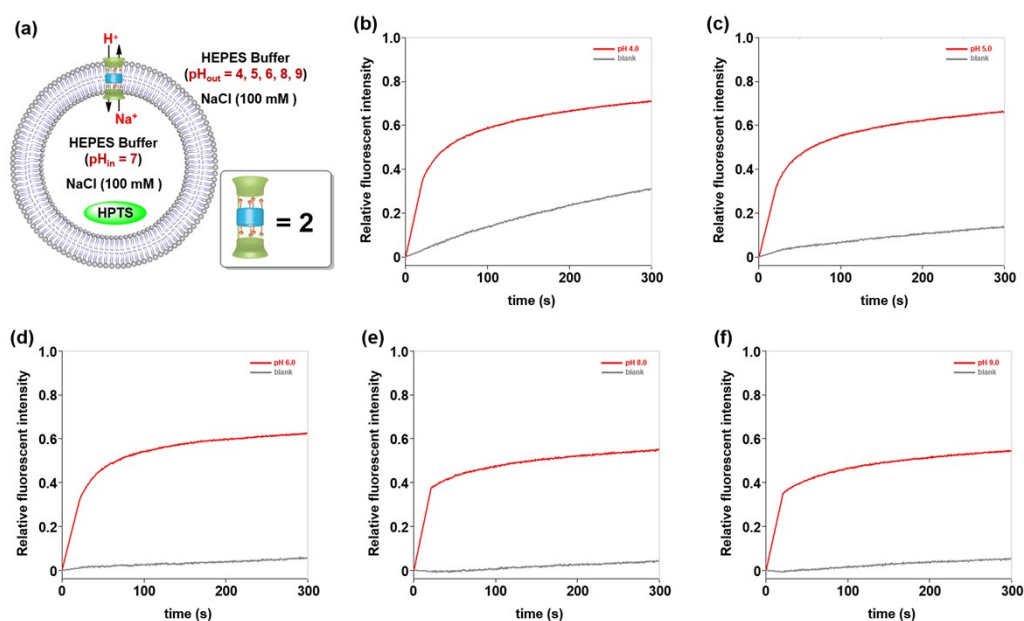 (a)
H⁺
HEPES Buffer
(pHout = 4, 5, 6, 8, 9)
NaCl (100 mM )
Na⁺
HEPES Buffer
(pHin = 7)
NaCl (100 mM )
HPTS
= 2
(b)
Relative fluorescent intensity
1.0
0.8
0.6
0.4
0.2
0
pH 4.0
blank
0
100
200
300
time (s)
(c)
Relative fluorescent intensity
1.0
0.8
0.6
0.4
0.2
0
pH 5.0
blank
0
100
200
300
time (s)
(d)
Relative fluorescent intensity
1.0
0.8
0.6
0.4
0.2
0
pH 6.0
blank
0
100
200
300
time (s)
(e)
Relative fluorescent intensity
1.0
0.8
0.6
0.4
0.2
0
pH 8.0
blank
0
100
200
300
time (s)
(f)
Relative fluorescent intensity
1.0
0.8
0.6
0.4
0.2
0
pH 9.0
blank
0
100
200
300
time (s)